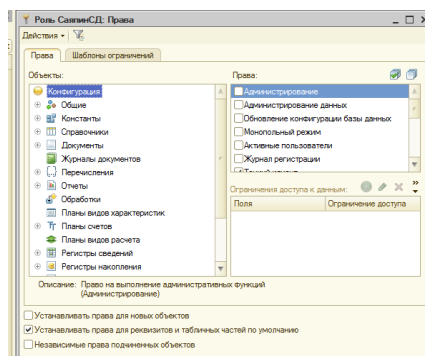 Роль СаяпинСД: Права
Действия
Права
Шаблоны ограничений
Объекты:
Конфигурация
Общие
Константы
Справочники
Документы
Журналы документов
Перечисления
Отчеты
Обработки
Планы видов характеристик
Планы счетов
Планы видов расчета
Регистры сведений
Регистры накопления
Права:
Администрирование
Администрирование данных
Обновление конфигурации базы данных
Монопольный режим
Активные пользователи
Журнал регистрации
Тонкий клиент
Ограничения доступа к данным:
Поля
Ограничение доступа
Описание: Право на выполнение административных функций
(Администрирование)
Устанавливать права для новых объектов
Устанавливать права для реквизитов и табличных частей по умолчанию
Независимые права подчиненных объектов